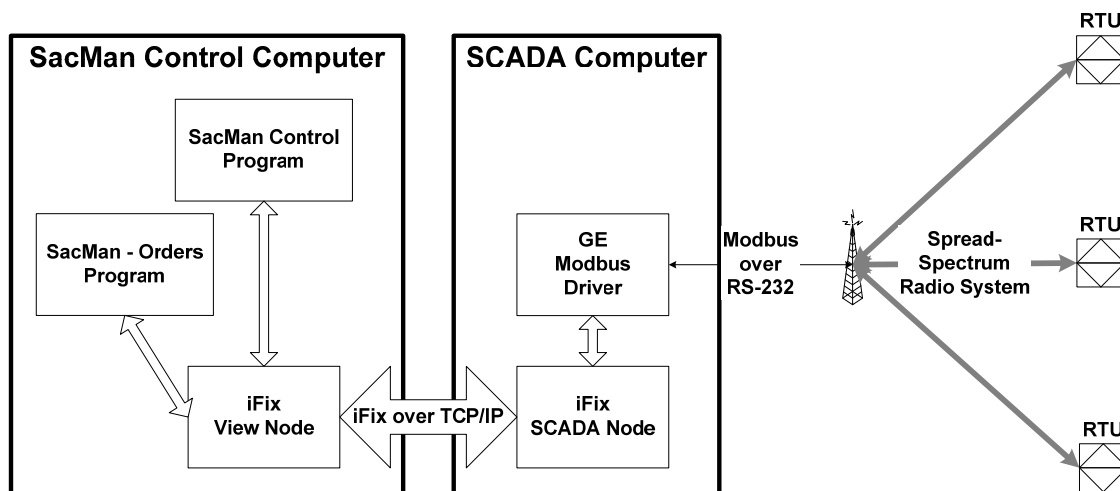 SacMan Control Computer
SacMan Control
Program
SacMan - Orders
Program
iFix
View Node
iFix over TCP/IP
SCADA Computer
GE
Modbus
Driver
iFix
SCADA Node
Modbus
over
RS-232
Spread-
Spectrum
Radio System
RTU
RTU
RTU